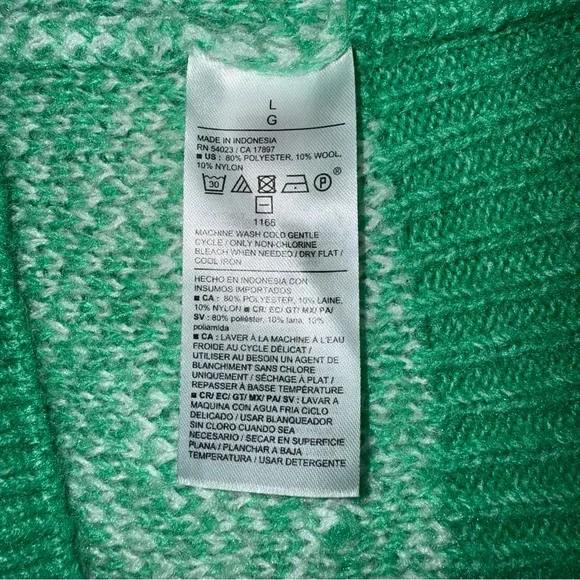 L
G
MADE IN INDONESIA
RN 54023 / CA 17897
■ US : 80% POLYESTER, 10% WOOL,
10% NYLON
30 P ®
1166
MACHINE WASH COLD GENTLE
CYCLE / ONLY NON-CHLORINE
BLEACH WHEN NEEDED / DRY FLAT /
COOL IRON
HECHO EN INDONESIA CON
INSUMOS IMPORTADOS
■ CA : 80% POLYESTER, 10% LAINE,
10% NYLON ■ CR/ EC/ GT/ MX/ PA/
SV : 80% poliéster, 10% lana, 10%
poliamida
■ CA : LAVER À LA MACHINE À L'EAU
FROIDE AU CYCLE DÉLICAT /
UTILISER AU BESOIN UN AGENT DE
BLANCHIMENT SANS CHLORE
UNIQUEMENT / SÉCHAGE À PLAT /
REPASSER À BASSE TEMPÉRATURE
■ CR/ EC/ GT/ MX/ PA/ SV : LAVAR A
MAQUINA CON AGUA FRIA CICLO
DELICADO / USAR BLANQUEADOR
SIN CLORO CUANDO SEA
NECESARIO / SECAR EN SUPERFICIE
PLANA / PLANCHAR A BAJA
TEMPERATURA / USAR DETERGENTE